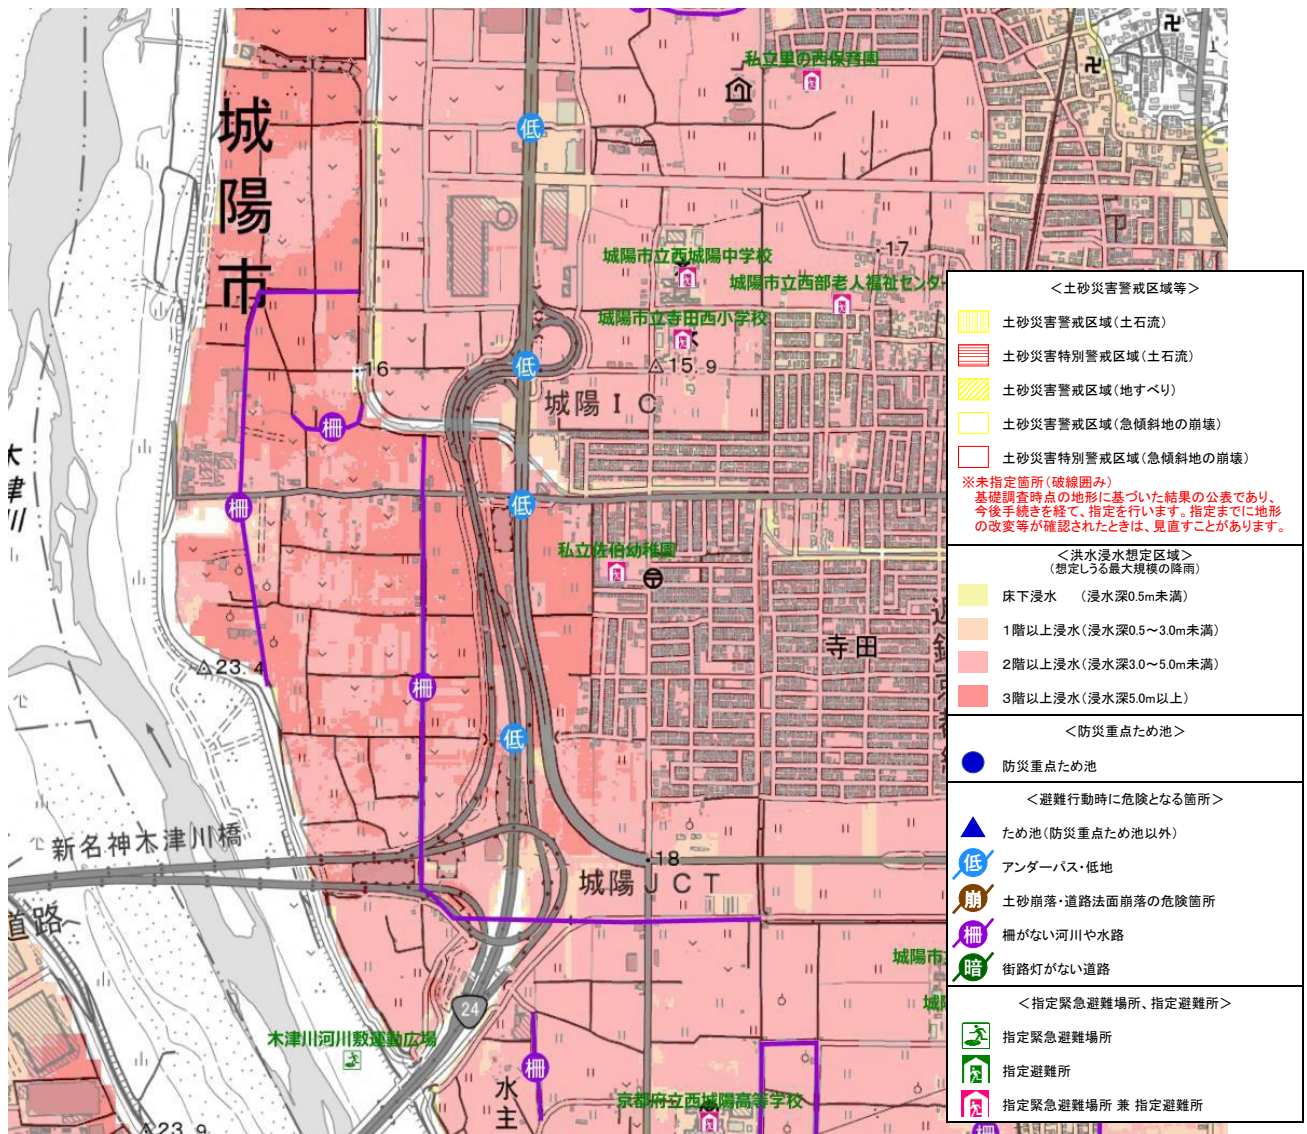 私立里の西保育園
低
城陽市
17
城陽市立西城陽中学校
城陽市立西部老人福祉センタ
城陽市立寺田西小学校
16
低
15.9
城陽IC
柵
柵
低
木津川
私立佐伯幼稚園
寺田
23.4
柵
低
新名神木津川橋
18
城陽JCT
道路
城陽市
24
木津川河川敷運動広場
柵
水主
京都府立西城陽高等学校
23.9
柵
＜土砂災害警戒区域等＞
土砂災害警戒区域(土石流)
土砂災害特別警戒区域(土石流)
土砂災害警戒区域(地すべり)
土砂災害警戒区域(急傾斜地の崩壊)
土砂災害特別警戒区域(急傾斜地の崩壊)
※未指定箇所(破線囲み)
基礎調査時点の地形に基づいた結果の公表であり、
今後手続きを経て、指定を行います。指定までに地形
の改変等が確認されたときは、見直すことがあります。
＜洪水浸水想定区域＞
(想定しうる最大規模の降雨)
床下浸水　(浸水深0.5m未満)
1階以上浸水(浸水深0.5～3.0m未満)
2階以上浸水(浸水深3.0～5.0m未満)
3階以上浸水(浸水深5.0m以上)
＜防災重点ため池＞
防災重点ため池
＜避難行動時に危険となる箇所＞
ため池(防災重点ため池以外)
低 アンダーパス・低地
崩 土砂崩落・道路法面崩落の危険箇所
柵 柵がない河川や水路
暗 街路灯がない道路
＜指定緊急避難場所、指定避難所＞
指定緊急避難場所
指定避難所
指定緊急避難場所 兼 指定避難所